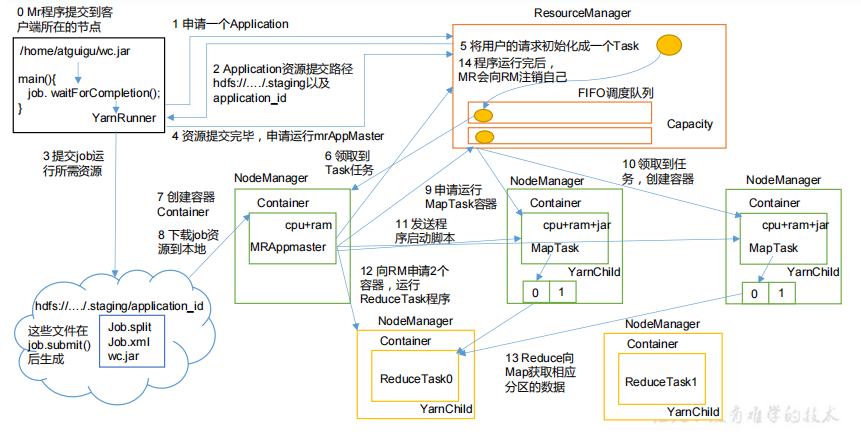 0 Mr程序提交到客
户端所在的节点
/home/atguigu/wc.jar
main(){
job. waitForCompletion();
}
YarnRunner
1 申请一个Application
2 Application资源提交路径
hdfs://…./.staging以及
application_id
4 资源提交完毕，申请运行mrAppMaster
ResourceManager
5 将用户的请求初始化成一个Task
14 程序运行完后，
MR会向RM注销自己
FIFO调度队列
Capacity
3 提交job运
行所需资源
6 领取到
Task任务
7 创建容器
Container
8 下载job资
源到本地
NodeManager
Container
cpu+ram
MRAppmaster
9 申请运行
MapTask容器
11 发送程
序启动脚本
12 向RM申请2个
容器，运行
ReduceTask程序
NodeManager
Container
cpu+ram+jar
MapTask
YarnChild
0
1
10 领取到任
务，创建容器
NodeManager
Container
cpu+ram+jar
MapTask
YarnChild
0
1
hdfs://…./.staging/application_id
这些文件在
job.submit()
后生成
Job.split
Job.xml
wc.jar
NodeManager
Container
ReduceTask0
YarnChild
13 Reduce向
Map获取相应
分区的数据
NodeManager
Container
ReduceTask1
YarnChild
有难学的技术